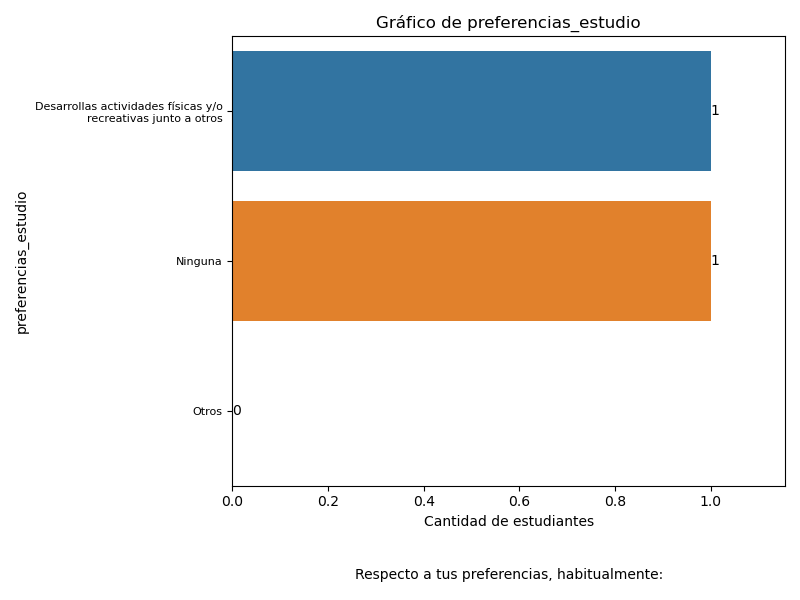 Gráfico de preferencias_estudio
preferencias_estudio
Desarrollas actividades físicas y/o
recreativas junto a otros
1
Ninguna
1
Otros
0
0.0 0.2 0.4 0.6 0.8 1.0
Cantidad de estudiantes
Respecto a tus preferencias, habitualmente: